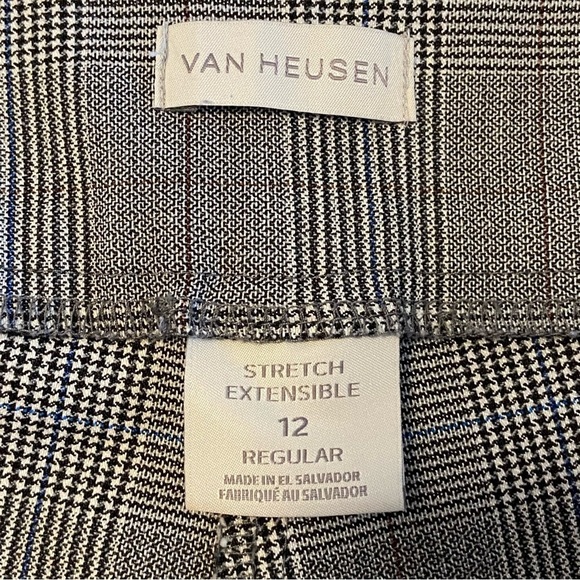 VAN HEUSEN
STRETCH
EXTENSIBLE
12
REGULAR
MADE IN EL SALVADOR
FABRIQUÉ AU SALVADOR